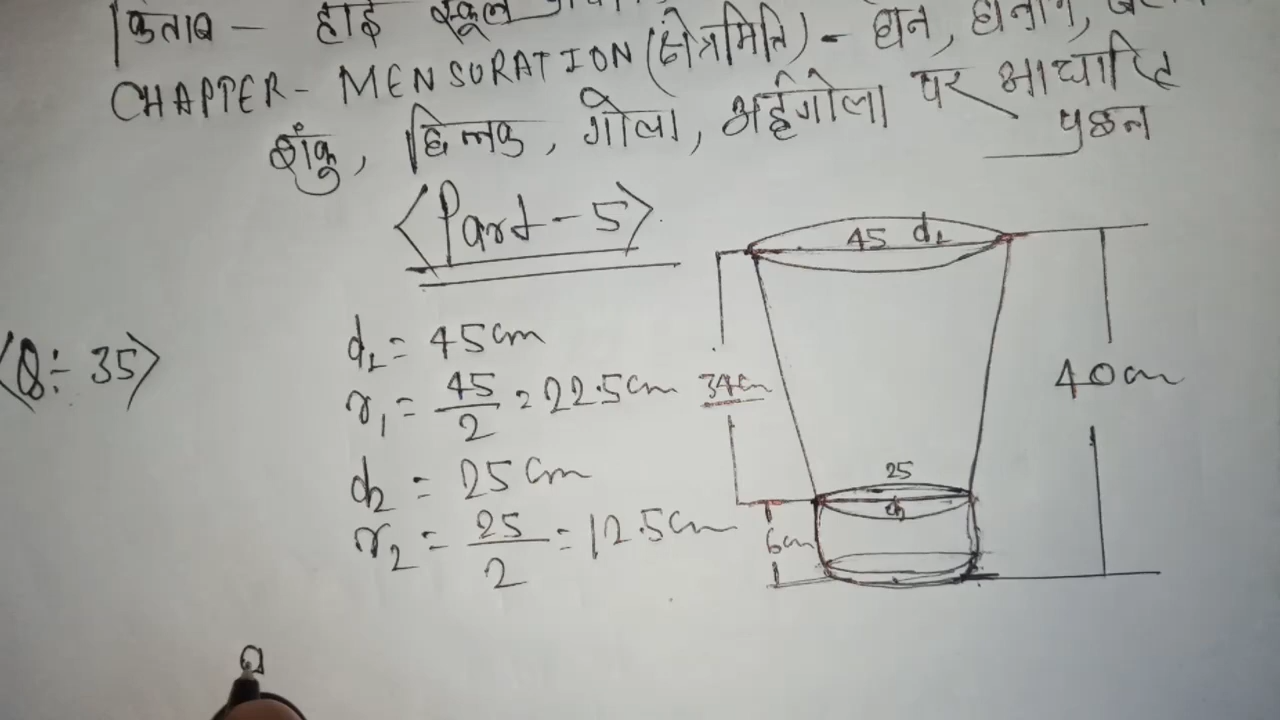 किताब - हाई स्कूल
CHAPTER - MENSURATION (क्षेत्रमिति) - घन, घनाभ,
शंकु, छिन्नक, गोला, अर्द्धगोला पर आधारित
प्रश्न
<Part - 5>
45 d₁
<Q÷ 35>
d₁ = 45 cm
r₁ = 45/2 = 22.5 cm
34 cm
40 cm
d₂ = 25 cm
25
d₂
r₂ = 25/2 = 12.5 cm
6 cm